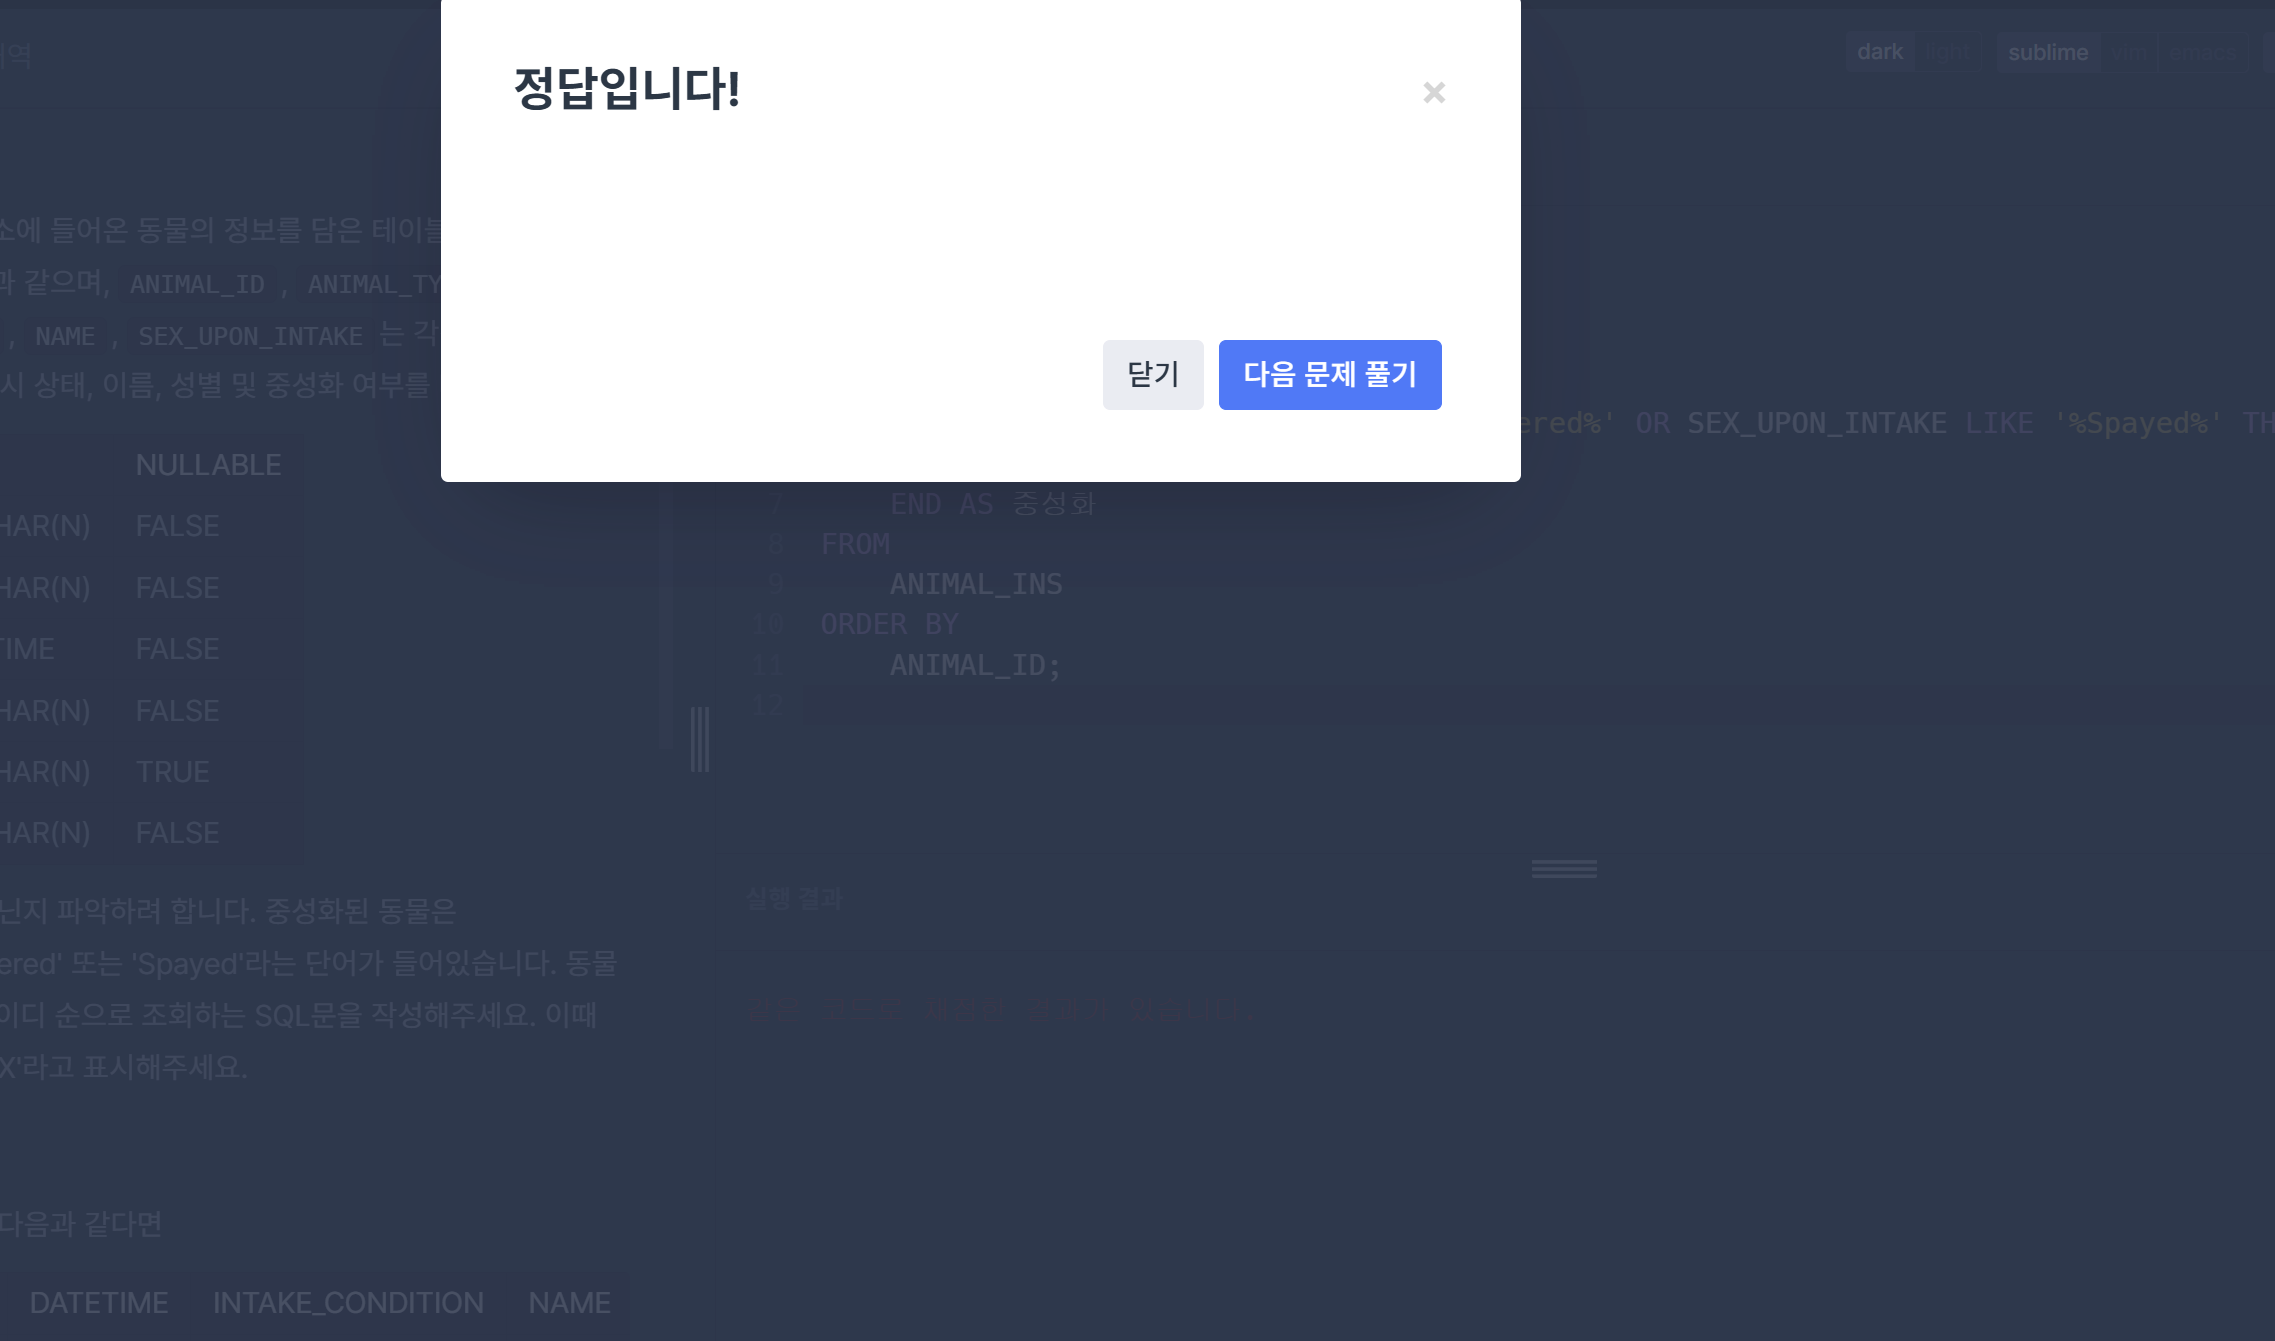 역
dark light sublime vim emacs
정답입니다!
×
소에 들어온 동물의 정보를 담은 테이블
과 같으며, ANIMAL_ID , ANIMAL_TY
, NAME , SEX_UPON_INTAKE 는 각
시 상태, 이름, 성별 및 중성화 여부를
닫기 다음 문제 풀기
NULLABLE
HAR(N) FALSE
HAR(N) FALSE
TIME FALSE
HAR(N) FALSE
HAR(N) TRUE
HAR(N) FALSE
닌지 파악하려 합니다. 중성화된 동물은
ered' 또는 'Spayed'라는 단어가 들어있습니다. 동물
이디 순으로 조회하는 SQL문을 작성해주세요. 이때
X'라고 표시해주세요.
다음과 같다면
DATETIME INTAKE_CONDITION NAME
ered%' OR SEX_UPON_INTAKE LIKE '%Spayed%' TH
7 END AS 중성화
8 FROM
9 ANIMAL_INS
10 ORDER BY
11 ANIMAL_ID;
12
실행 결과
같은 코드로 채점한 결과가 있습니다.